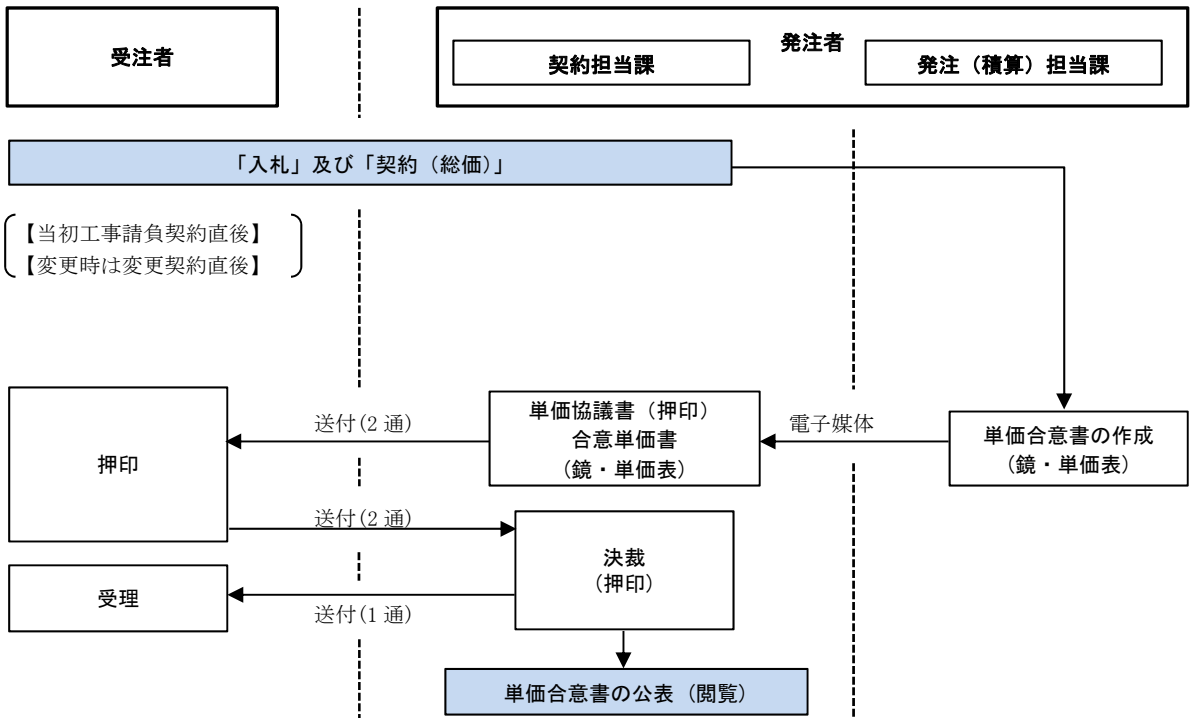 受注者
発注者
契約担当課
発注（積算）担当課
「入札」及び「契約（総価）」
【当初工事請負契約直後】
【変更時は変更契約直後】
押印
送付(2 通)
単価協議書（押印）
合意単価書
（鏡・単価表）
電子媒体
単価合意書の作成
（鏡・単価表）
送付(2 通)
決裁
（押印）
受理
送付(1 通)
単価合意書の公表（閲覧）